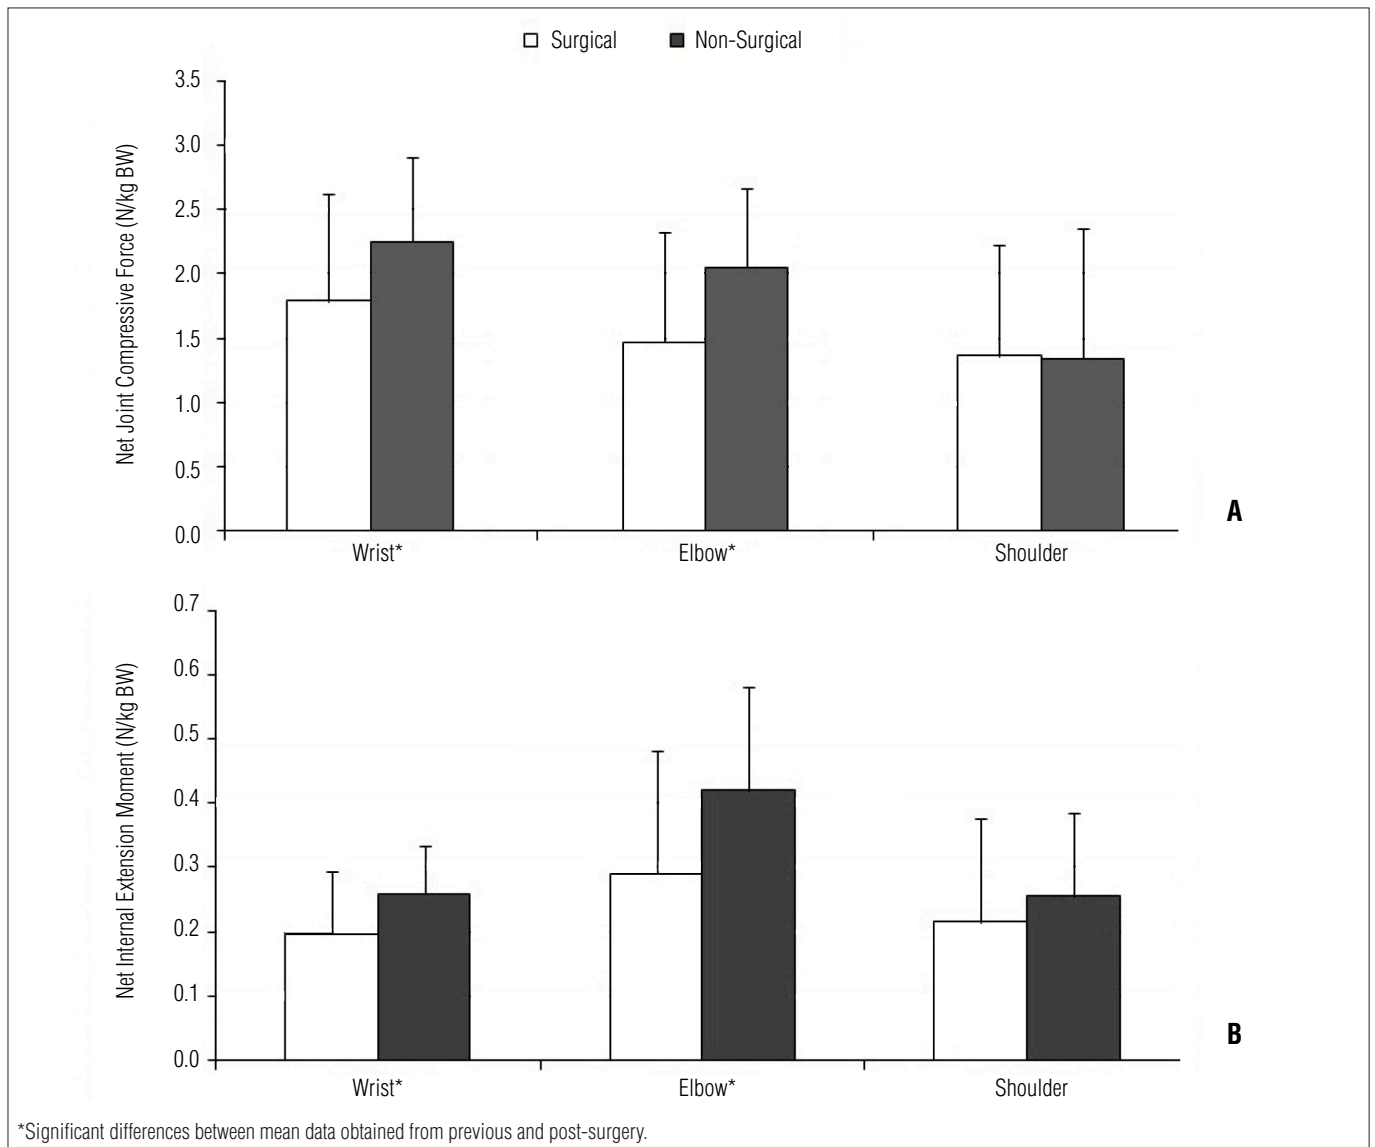 Surgical Non-Surgical
3.5
3.0
2.5
2.0
1.5
1.0
0.5
0.0
Net Joint Compressive Force (N/kg BW)
Wrist* Elbow* Shoulder
A
0.7
0.6
0.5
0.4
0.3
0.2
0.1
0.0
Net Internal Extension Moment (N/kg BW)
Wrist* Elbow* Shoulder
B
*Significant differences between mean data obtained from previous and post-surgery.